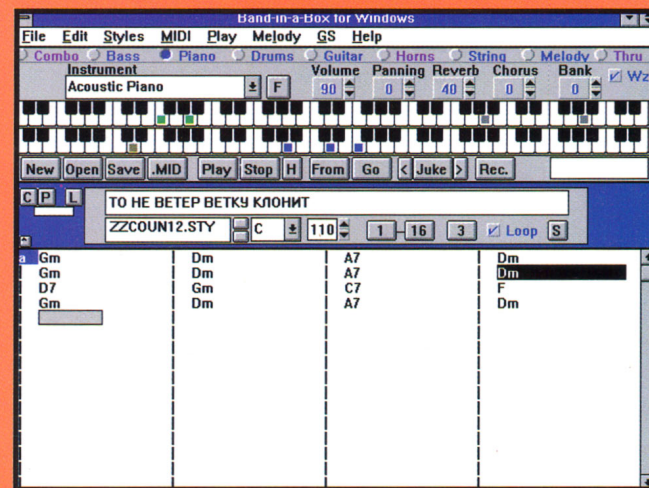 Band-in-a-Box for Windows
File Edit Styles MIDI Play Melody GS Help
Combo Bass Piano Drums Guitar Horns String Melody Thru
Instrument Volume Panning Reverb Chorus Bank
Acoustic Piano F 90 0 40 0 0 Wz
New Open Save .MID Play Stop H From Go < Juke > Rec.
C P L ТО НЕ ВЕТЕР ВЕТКУ КЛОНИТ
ZZCOUN12.STY C 110 1 - 16 3 Loop S
a Gm Dm A7 Dm
Gm Dm A7 Dm
D7 Gm C7 F
Gm Dm A7 Dm